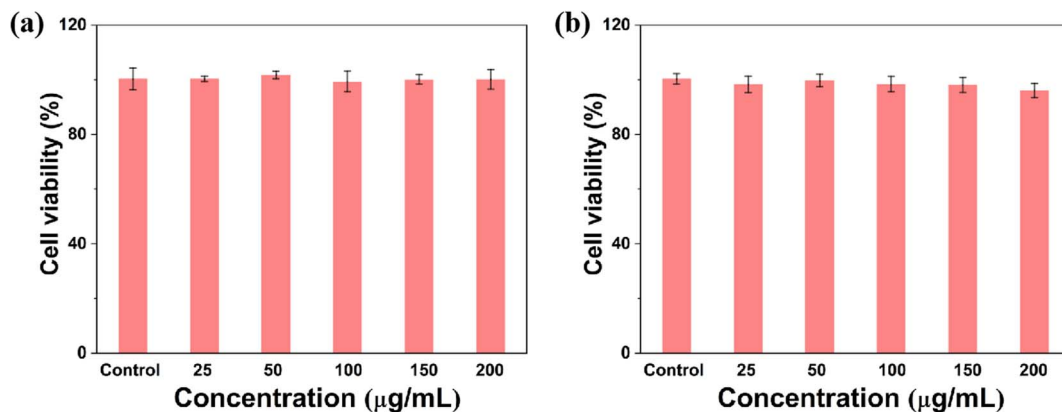 (a)
120
80
40
0
Cell viability (%)
Control 25 50 100 150 200
Concentration (μg/mL)
(b)
120
80
40
0
Cell viability (%)
Control 25 50 100 150 200
Concentration (μg/mL)